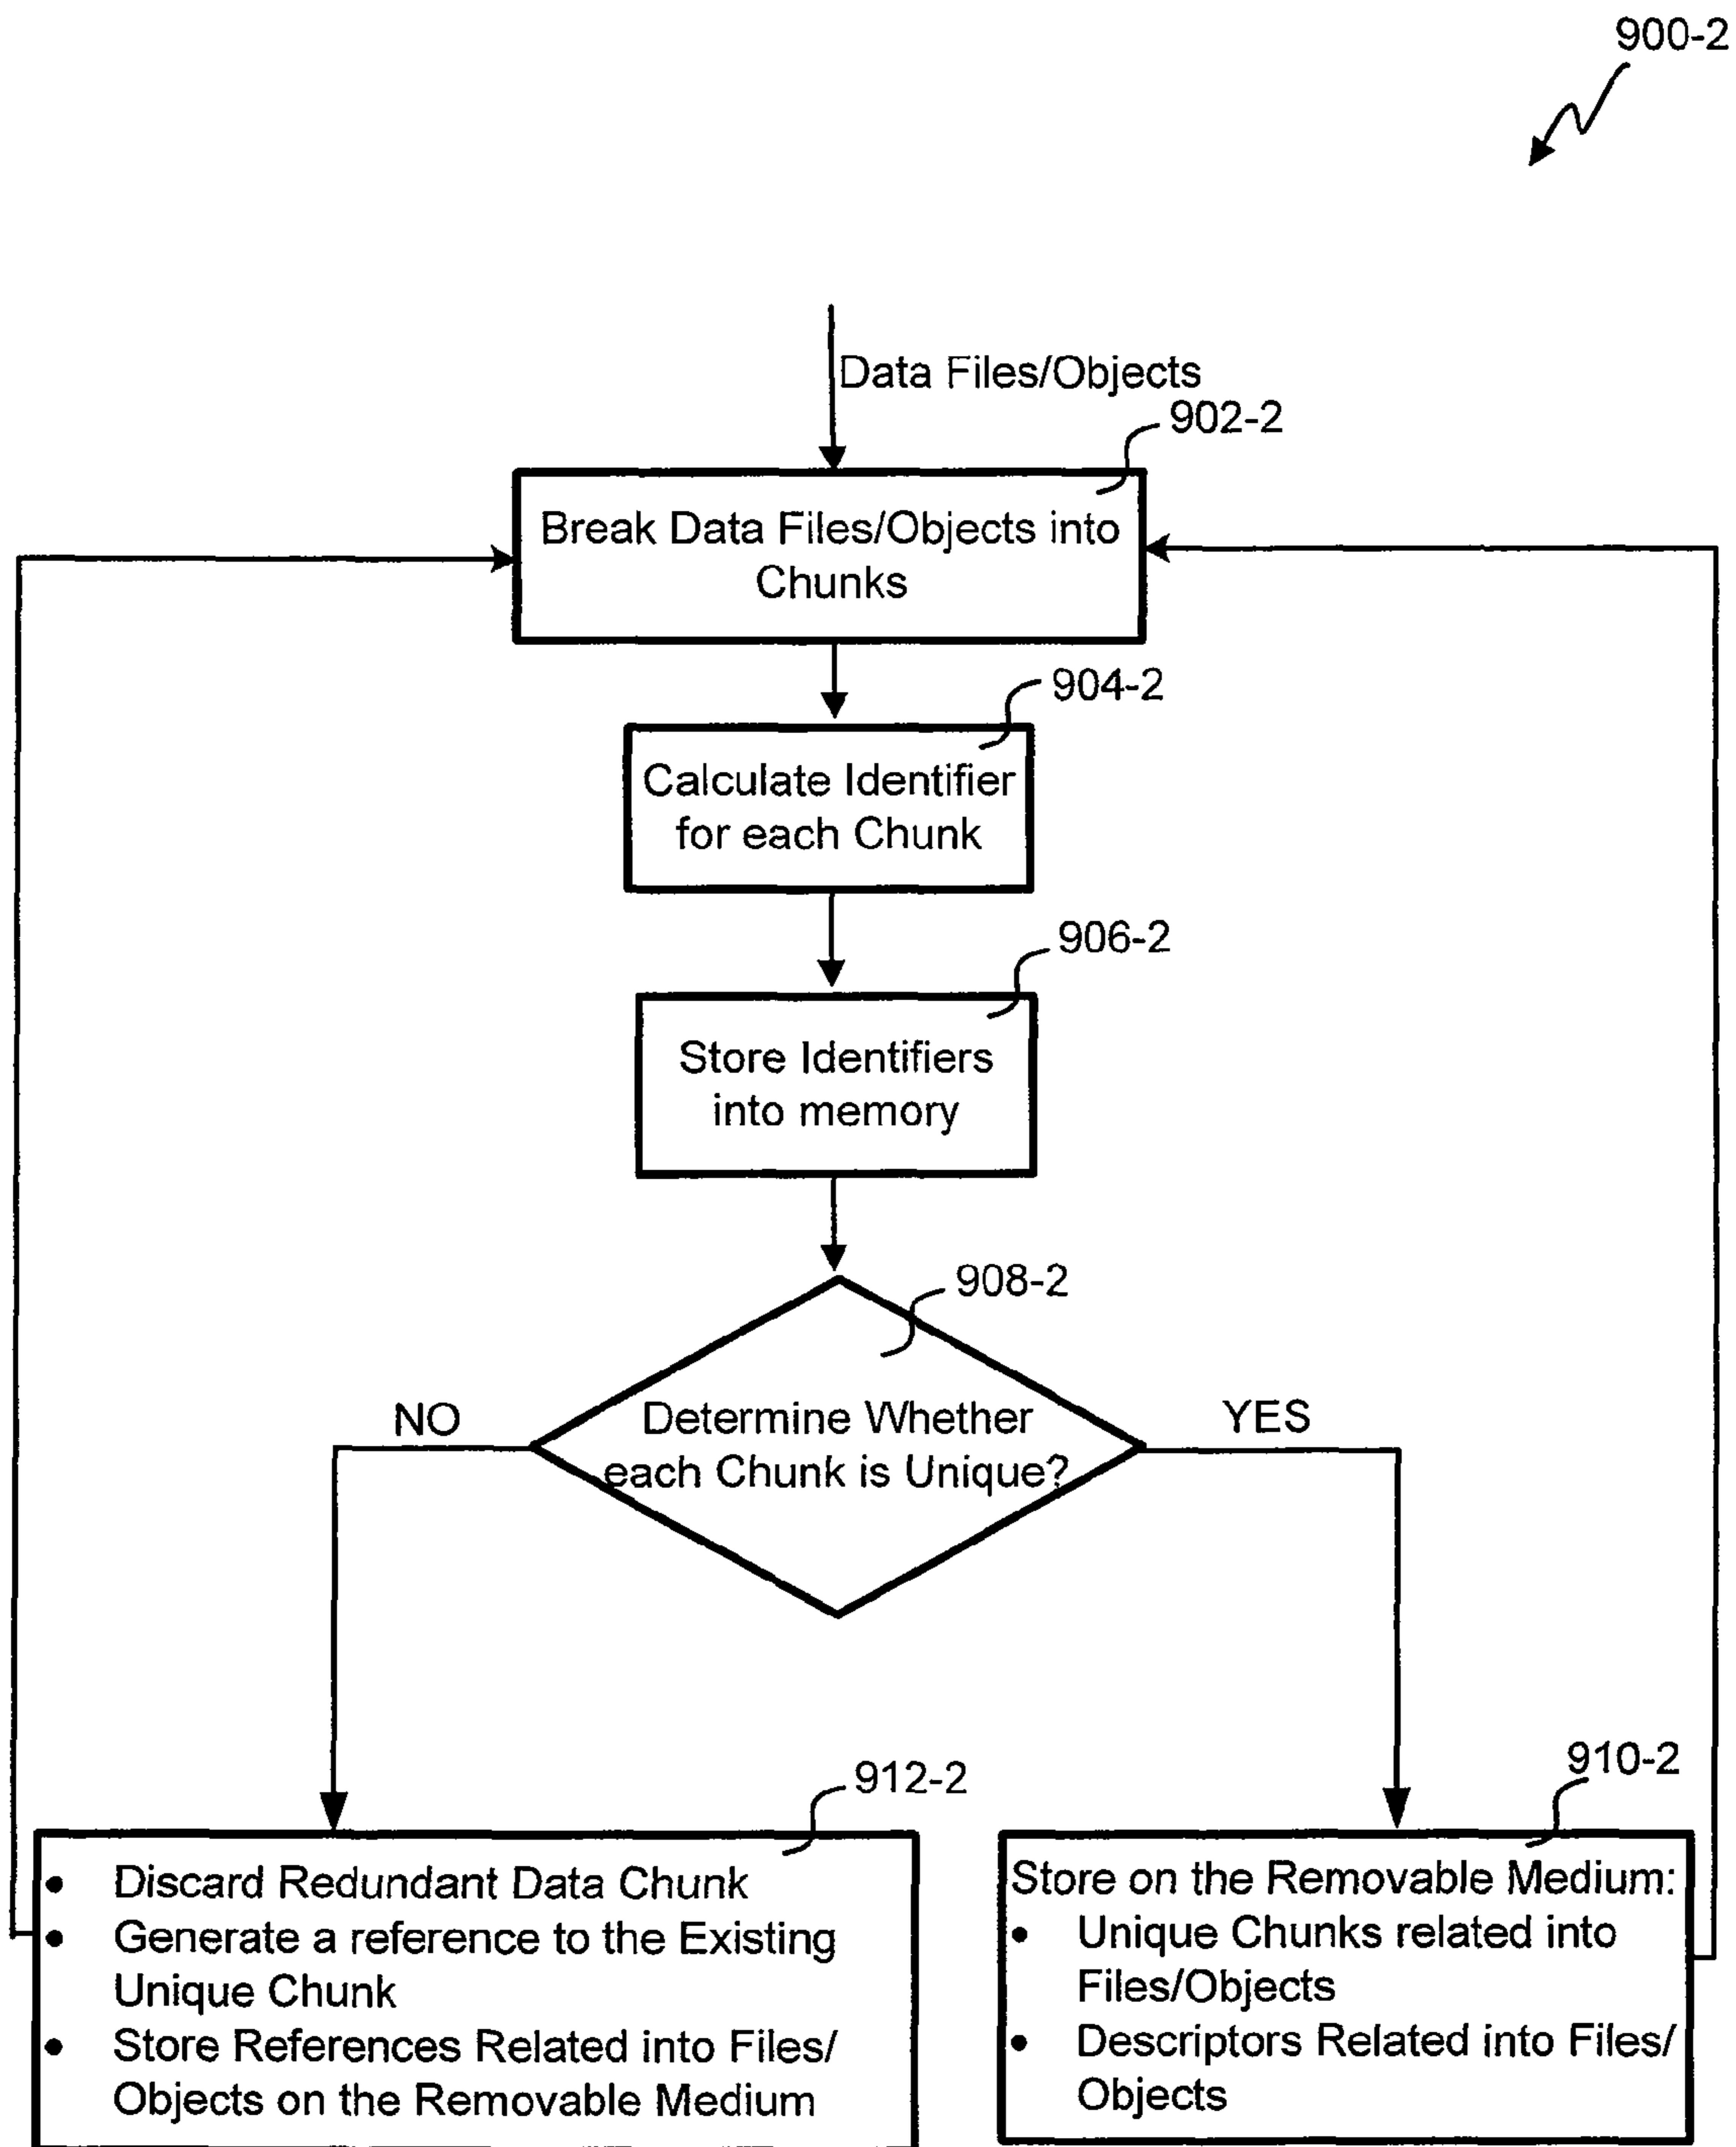 900-2
Data Files/Objects
902-2
Break Data Files/Objects into
Chunks
904-2
Calculate Identifier
for each Chunk
906-2
Store Identifiers
into memory
908-2
NO
Determine Whether
each Chunk is Unique?
YES
912-2
• Discard Redundant Data Chunk
• Generate a reference to the Existing
Unique Chunk
• Store References Related into Files/
Objects on the Removable Medium
910-2
Store on the Removable Medium:
• Unique Chunks related into
Files/Objects
• Descriptors Related into Files/
Objects